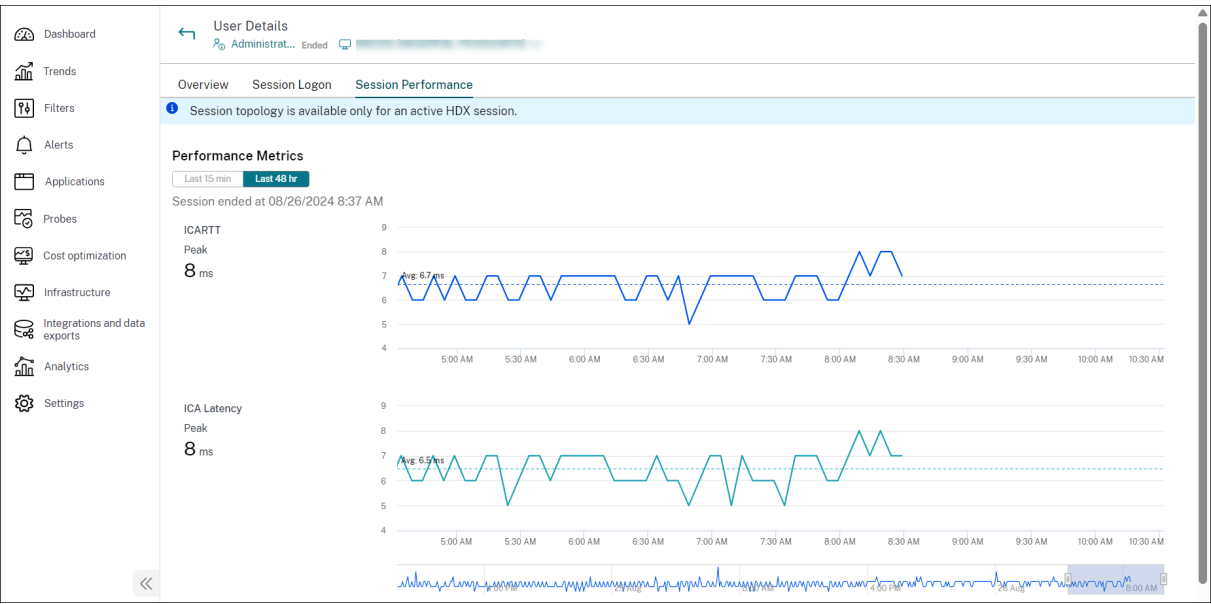 Dashboard
Trends
Filters
Alerts
Applications
Probes
Cost optimization
Infrastructure
Integrations and data
exports
Analytics
Settings
User Details
Administrat... Ended
Overview Session Logon Session Performance
Session topology is available only for an active HDX session.
Performance Metrics
Last 15 min Last 48 hr
Session ended at 08/26/2024 8:37 AM
ICARTT
Peak
8 ms
9
8
7
6
5
4
Avg: 6.7 ms
5:00 AM 5:30 AM 6:00 AM 6:30 AM 7:00 AM 7:30 AM 8:00 AM 8:30 AM 9:00 AM 9:30 AM 10:00 AM 10:30 AM
ICA Latency
Peak
8 ms
9
8
7
6
5
4
Avg: 6.5 ms
5:00 AM 5:30 AM 6:00 AM 6:30 AM 7:00 AM 7:30 AM 8:00 AM 8:30 AM 9:00 AM 9:30 AM 10:00 AM 10:30 AM
4:00 PM 26 Aug 8:00 AM